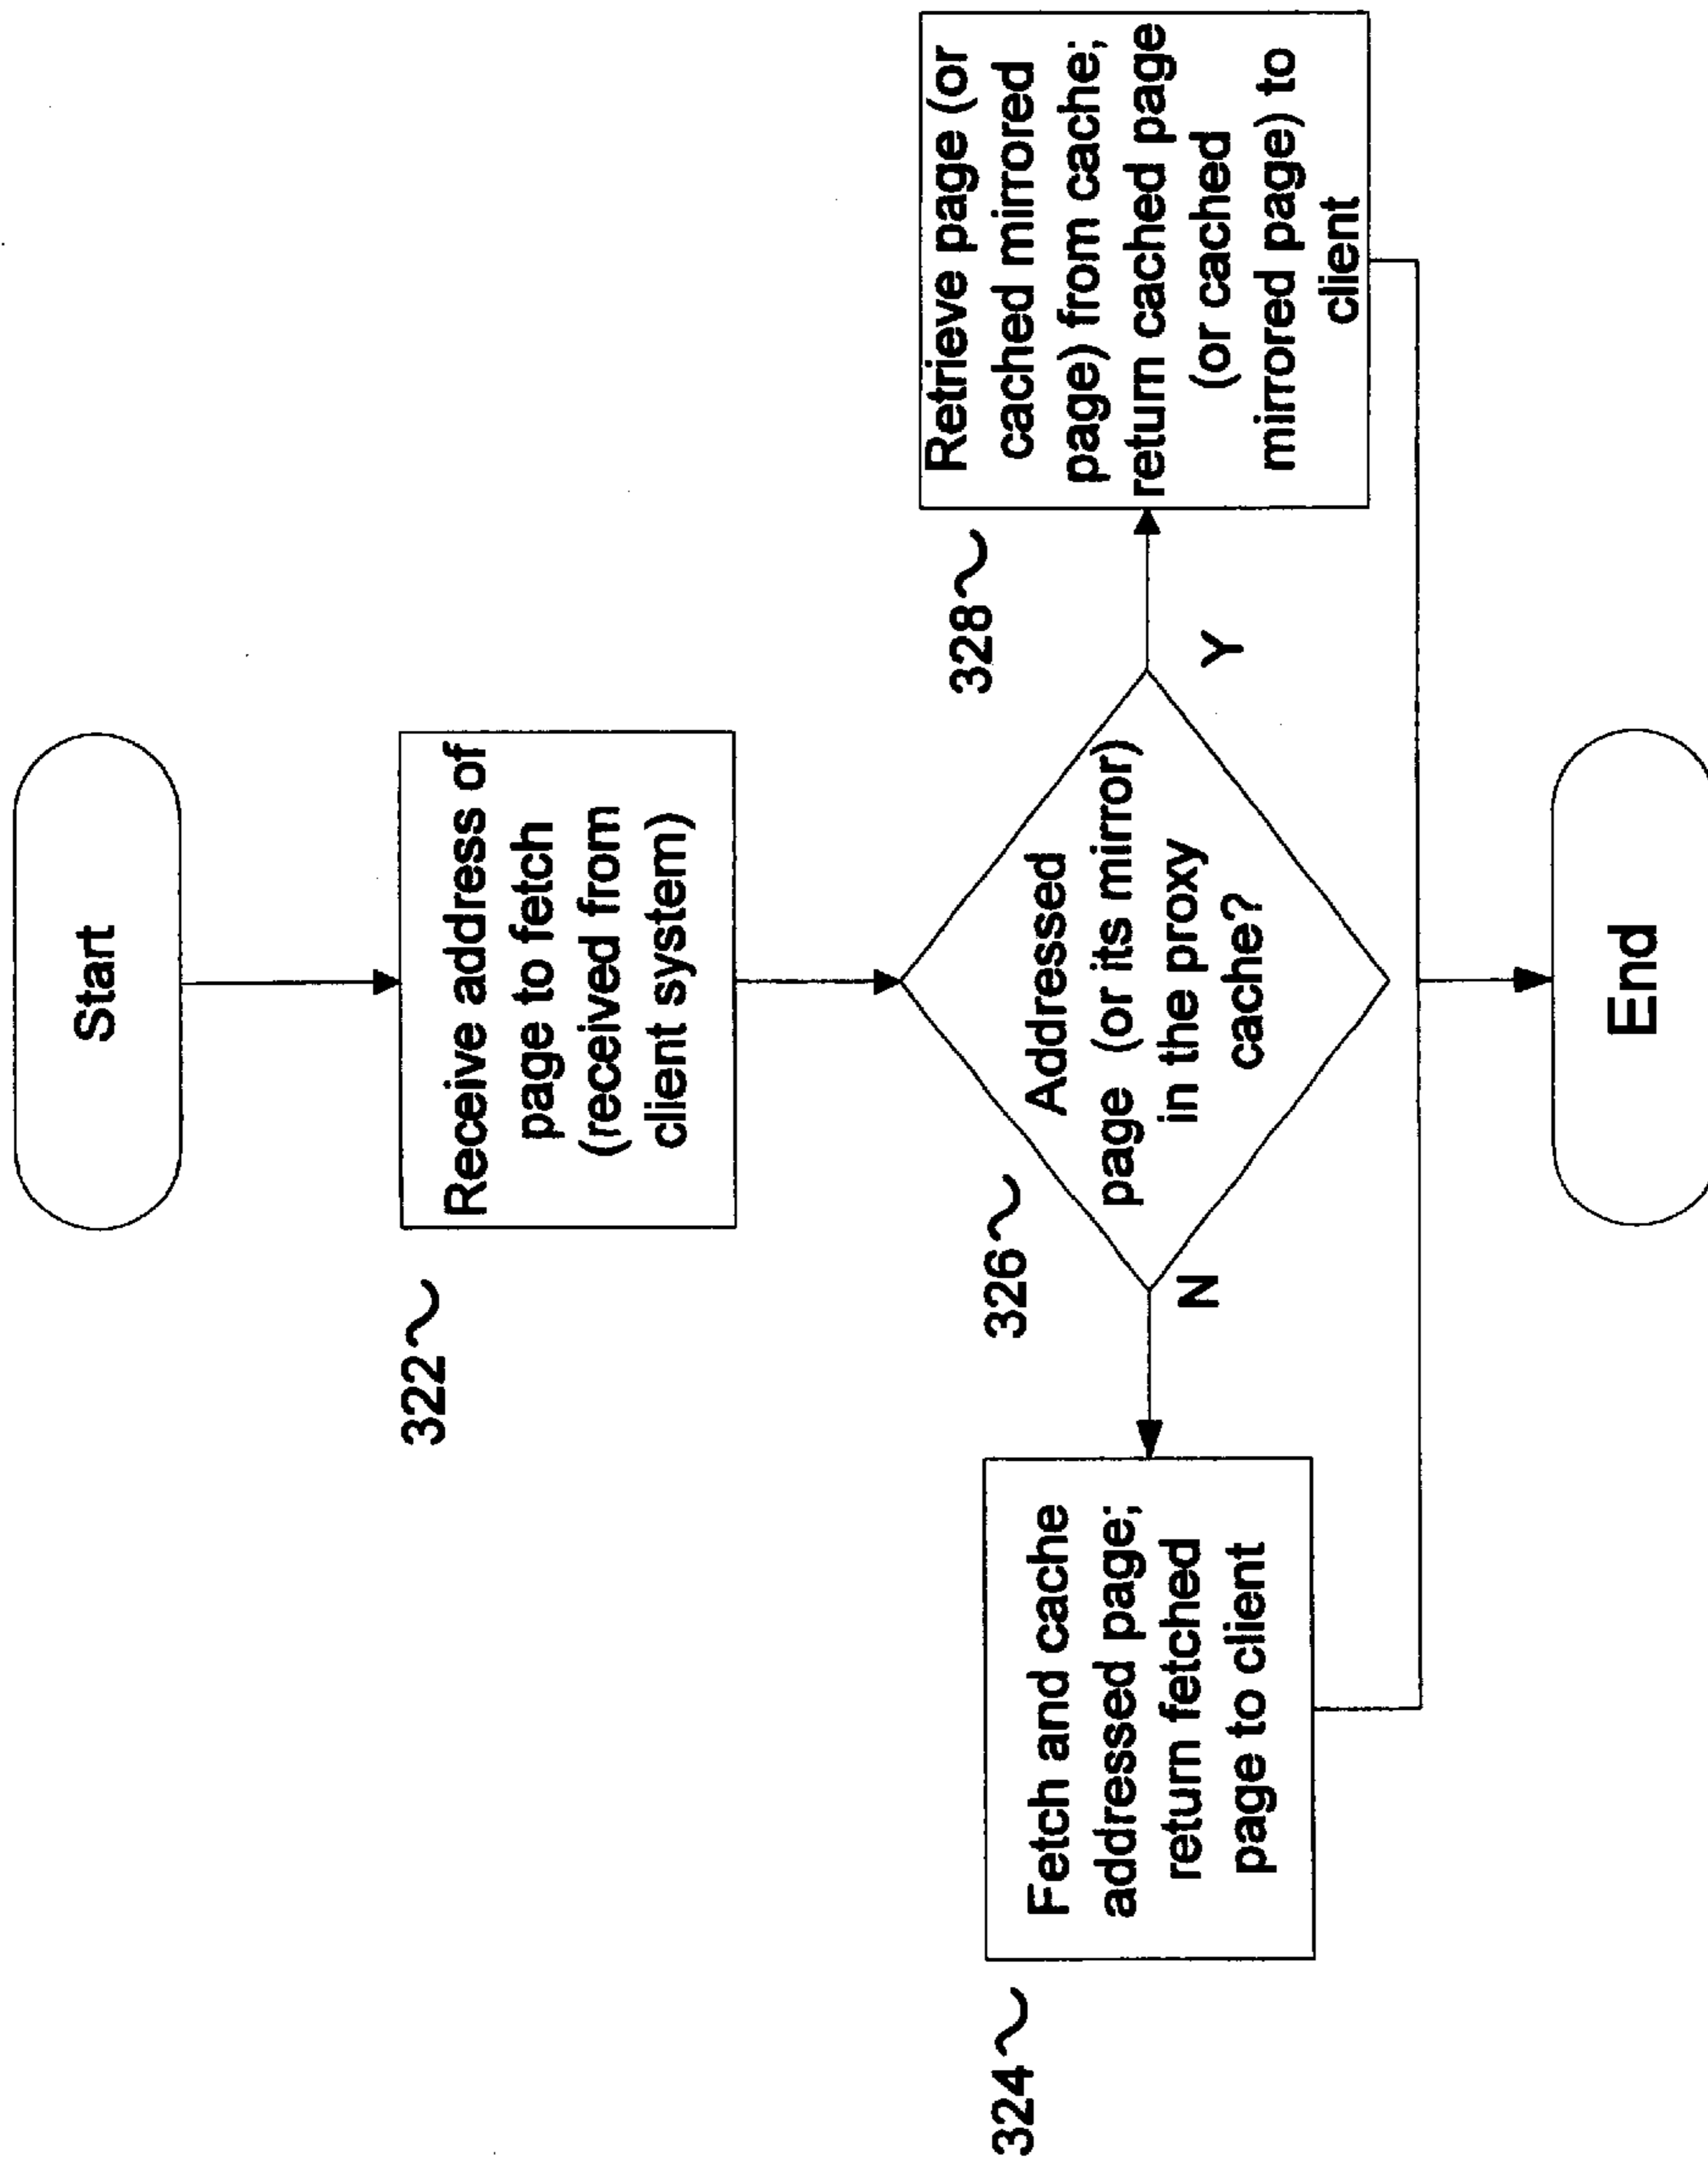 Start
322
Receive address of
page to fetch
(received from
client system)
326
Addressed
page (or its mirror)
in the proxy
cache?
N
Y
324
Fetch and cache
addressed page;
return fetched
page to client
328
Retrieve page (or
cached mirrored
page) from cache;
return cached page
(or cached
mirrored page) to
client
End